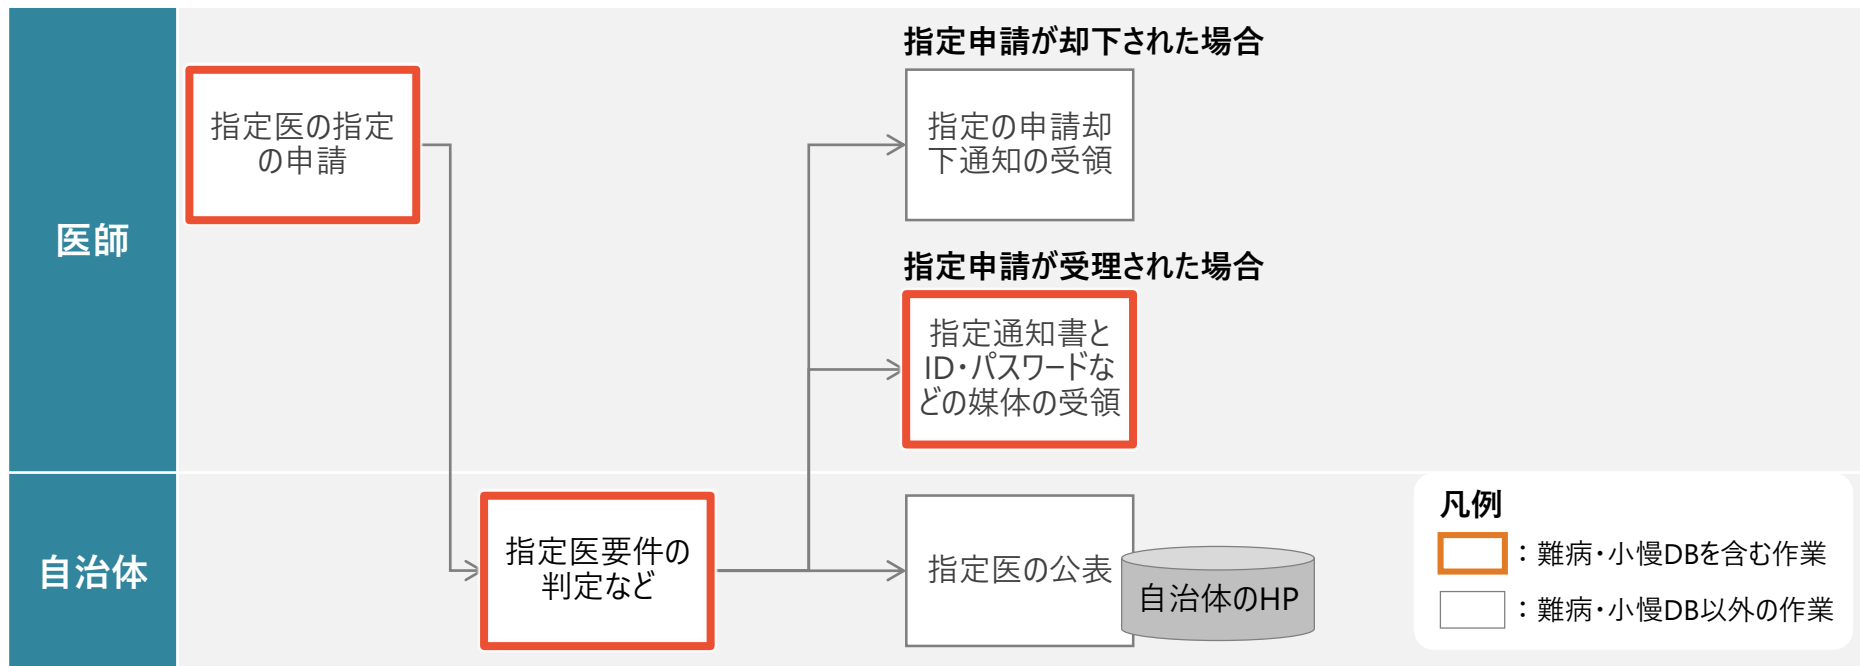 医師
指定医の指定
の申請
指定申請が却下された場合
指定の申請却
下通知の受領
指定申請が受理された場合
指定通知書と
ID・パスワードな
どの媒体の受領
自治体
指定医要件の
判定など
指定医の公表
自治体のHP
凡例
：難病・小慢DBを含む作業
：難病・小慢DB以外の作業